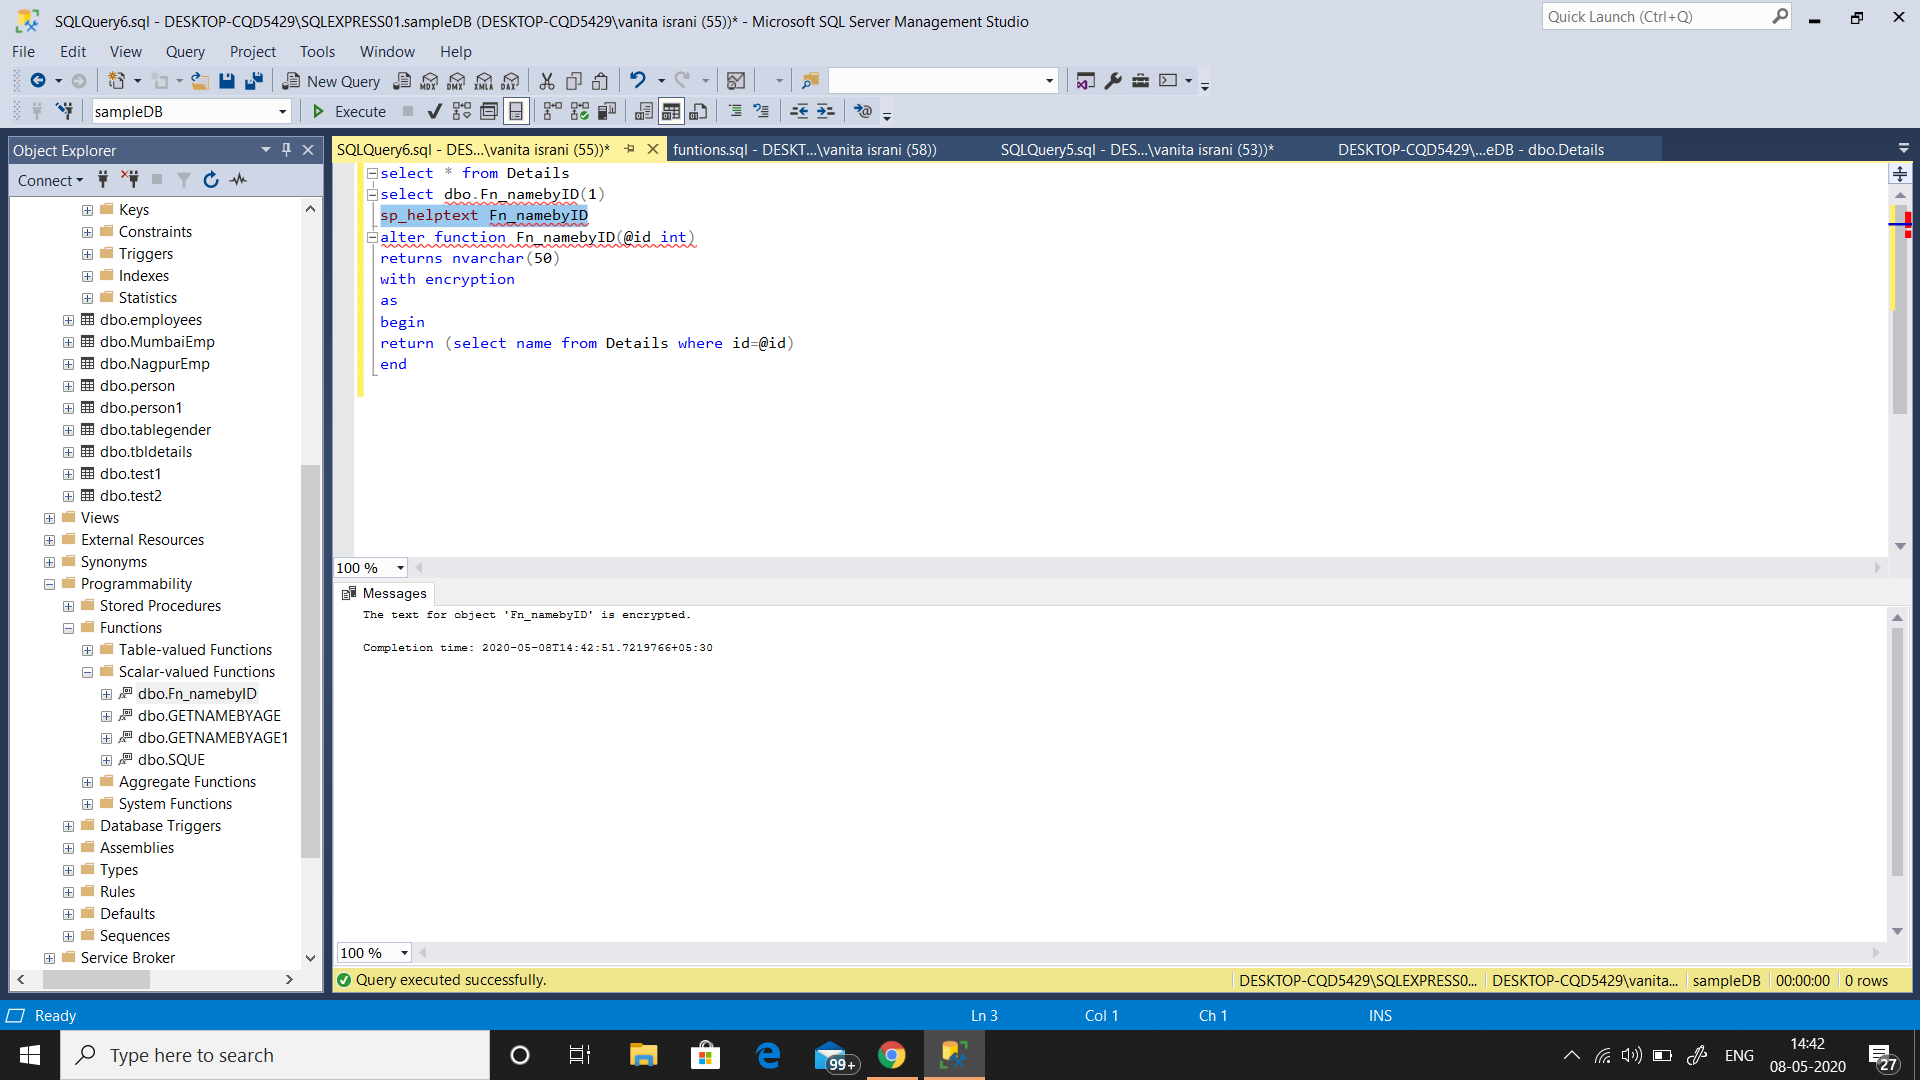 SQLQuery6.sql - DESKTOP-CQD5429\SQLEXPRESS01.sampleDB (DESKTOP-CQD5429\vanita israni (55))* - Microsoft SQL Server Management Studio
Quick Launch (Ctrl+Q)
File Edit View Query Project Tools Window Help
New Query MDX DMX XMLA DAX
sampleDB Execute
Object Explorer
Connect
Keys
Constraints
Triggers
Indexes
Statistics
dbo.employees
dbo.MumbaiEmp
dbo.NagpurEmp
dbo.person
dbo.person1
dbo.tablegender
dbo.tbldetails
dbo.test1
dbo.test2
Views
External Resources
Synonyms
Programmability
Stored Procedures
Functions
Table-valued Functions
Scalar-valued Functions
dbo.Fn_namebyID
dbo.GETNAMEBYAGE
dbo.GETNAMEBYAGE1
dbo.SQUE
Aggregate Functions
System Functions
Database Triggers
Assemblies
Types
Rules
Defaults
Sequences
Service Broker
SQLQuery6.sql - DES...\vanita israni (55))* funtions.sql - DESKT...\vanita israni (58)) SQLQuery5.sql - DES...\vanita israni (53))* DESKTOP-CQD5429\...eDB - dbo.Details
select * from Details
select dbo.Fn_namebyID(1)
sp_helptext Fn_namebyID
alter function Fn_namebyID(@id int)
returns nvarchar(50)
with encryption
as
begin
return (select name from Details where id=@id)
end
100 %
Messages
The text for object 'Fn_namebyID' is encrypted.
Completion time: 2020-05-08T14:42:51.7219766+05:30
100 %
Query executed successfully. DESKTOP-CQD5429\SQLEXPRESS0... DESKTOP-CQD5429\vanita... sampleDB 00:00:00 0 rows
Ready Ln 3 Col 1 Ch 1 INS
Type here to search
99+
ENG
14:42
08-05-2020
27